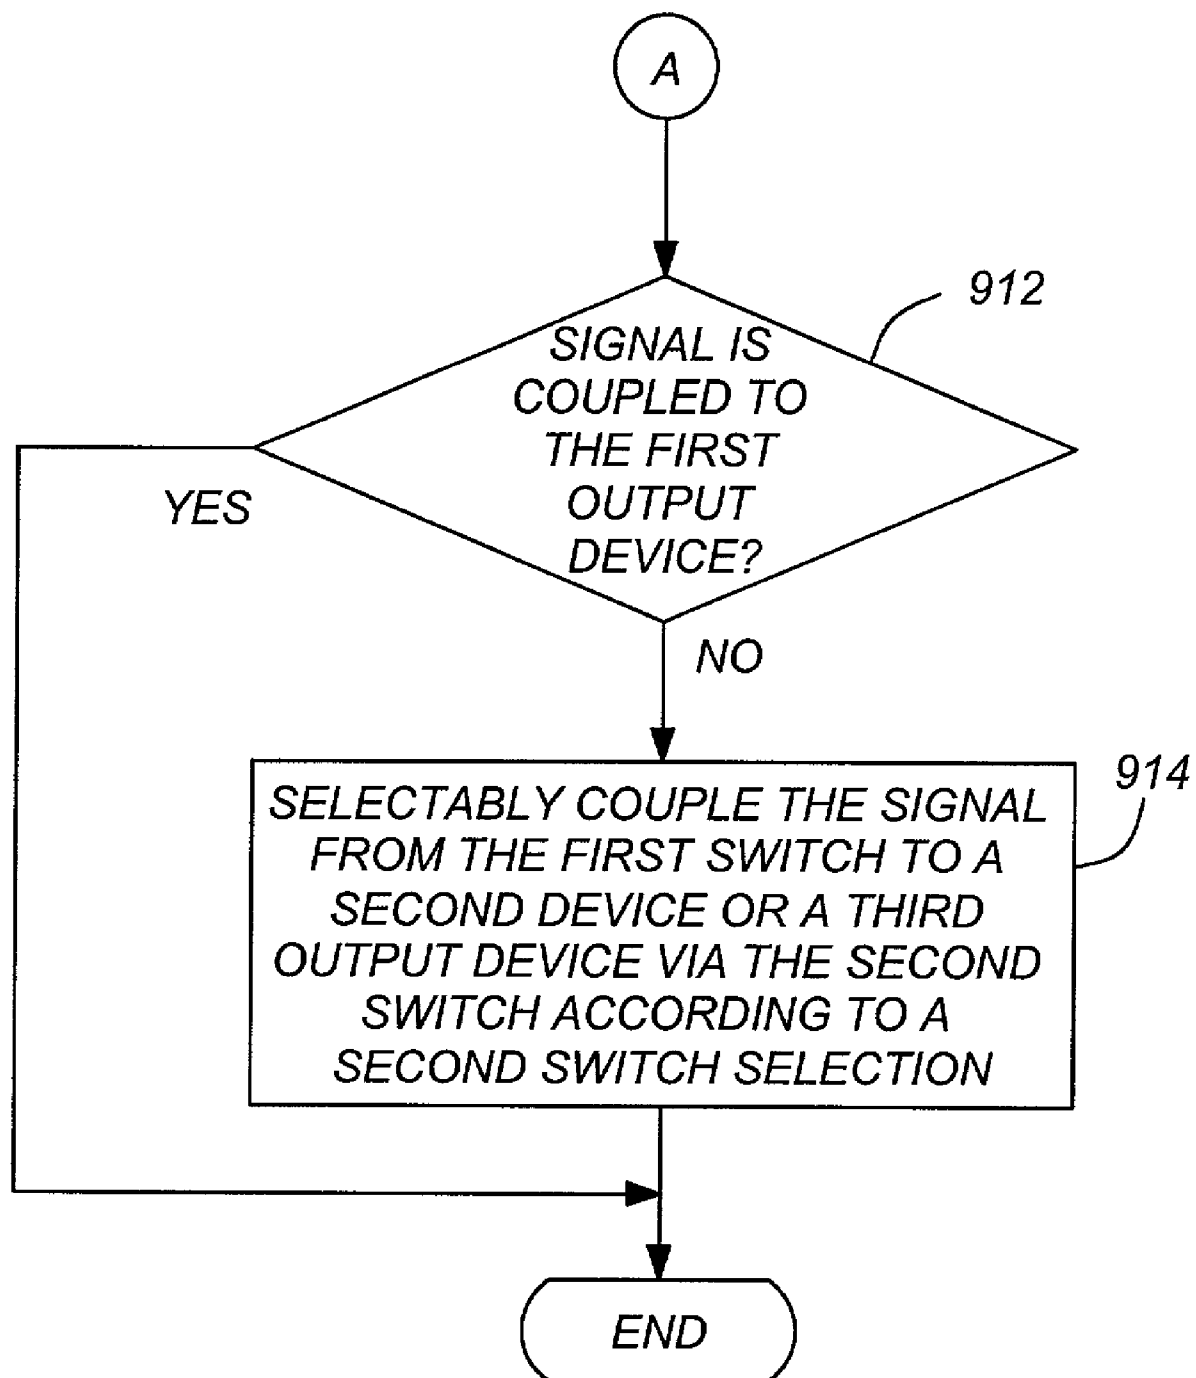 A
912
SIGNAL IS
COUPLED TO
THE FIRST
OUTPUT
DEVICE?
YES
NO
914
SELECTABLY COUPLE THE SIGNAL
FROM THE FIRST SWITCH TO A
SECOND DEVICE OR A THIRD
OUTPUT DEVICE VIA THE SECOND
SWITCH ACCORDING TO A
SECOND SWITCH SELECTION
END